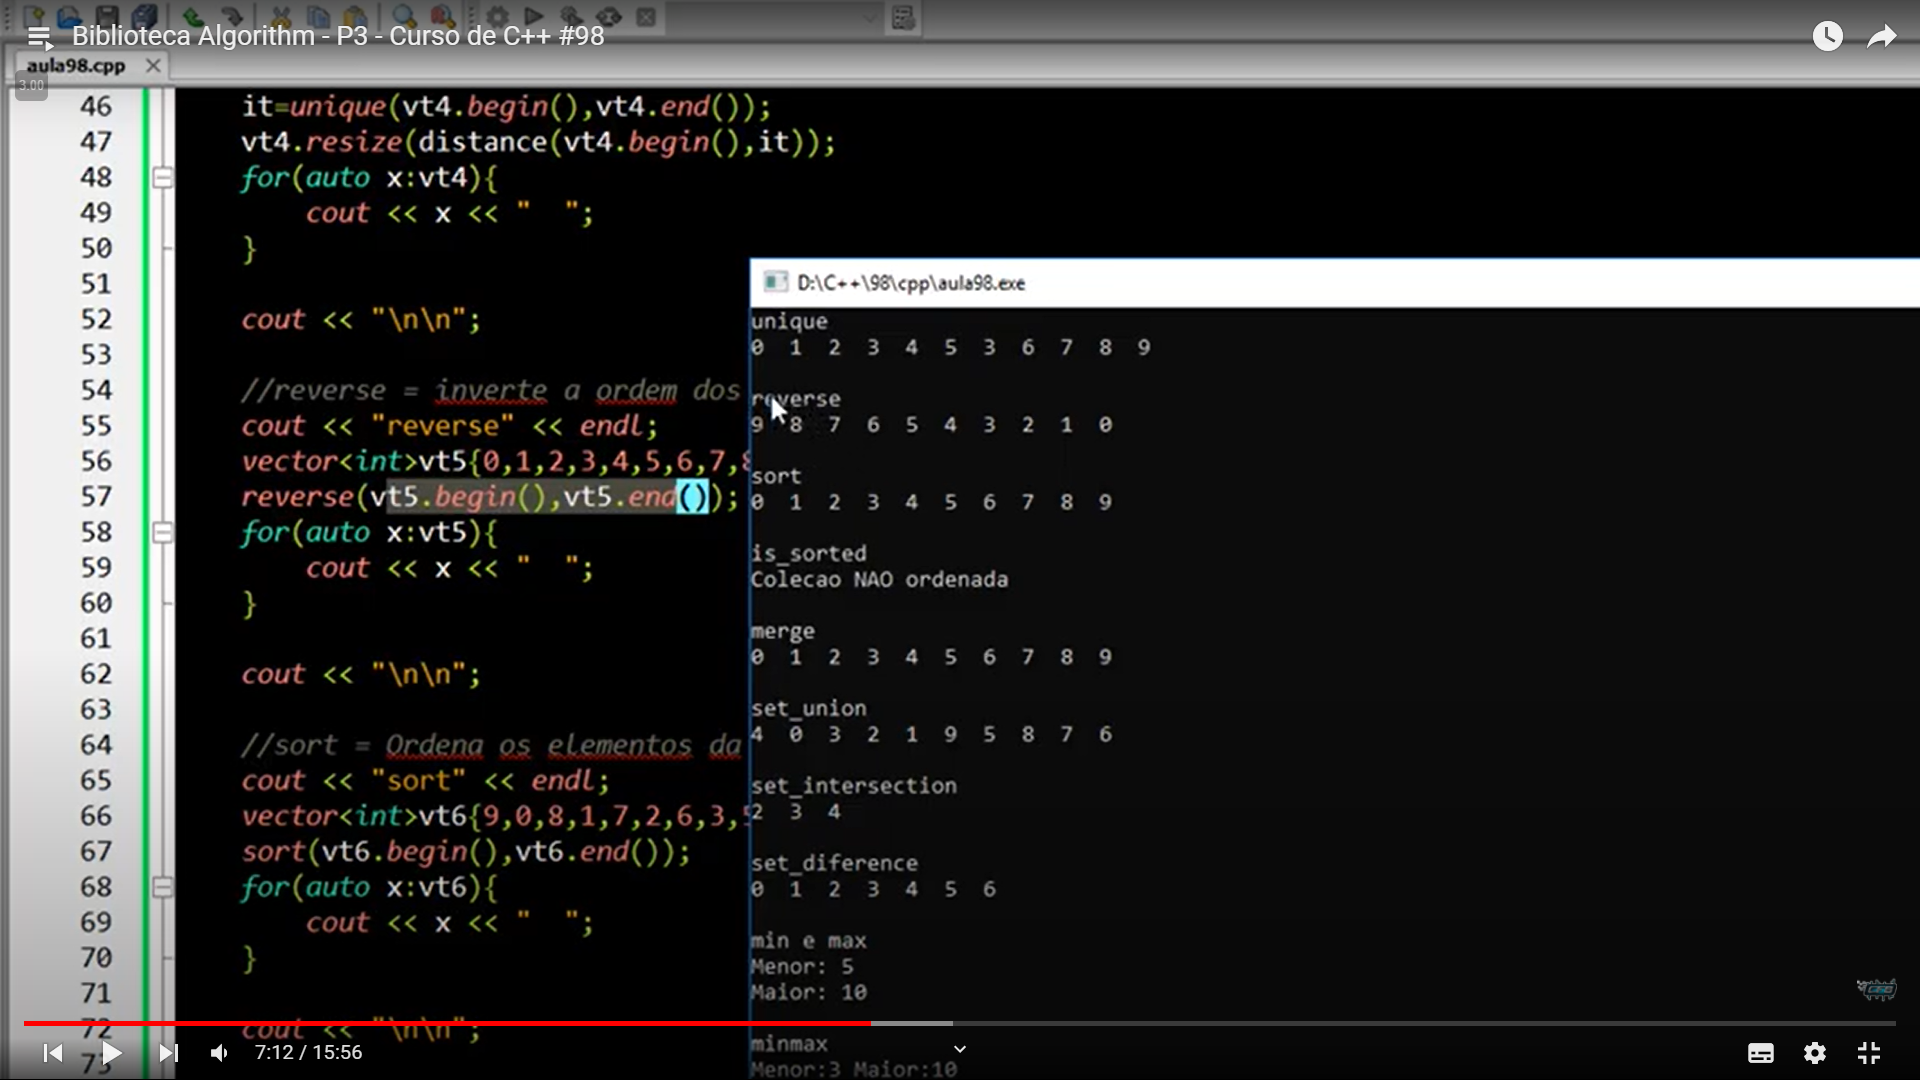 Biblioteca Algorithm - P3 - Curso de C++ #98
aula98.cpp
3.00
46 it=unique(vt4.begin(),vt4.end());
47 vt4.resize(distance(vt4.begin(),it));
48 for(auto x:vt4){
49 cout << x << "  ";
50 }
51
52 cout << "\n\n";
53
54 //reverse = inverte a ordem dos
55 cout << "reverse" << endl;
56 vector<int>vt5{0,1,2,3,4,5,6,7,8
57 reverse(vt5.begin(),vt5.end());
58 for(auto x:vt5){
59 cout << x << "  ";
60 }
61
62 cout << "\n\n";
63
64 //sort = Ordena os elementos da
65 cout << "sort" << endl;
66 vector<int>vt6{9,0,8,1,7,2,6,3,5
67 sort(vt6.begin(),vt6.end());
68 for(auto x:vt6){
69 cout << x << "  ";
70 }
71
72 cout << "\n\n";
73
D:\C++\98\cpp\aula98.exe
unique
0 1 2 3 4 5 3 6 7 8 9
reverse
9 8 7 6 5 4 3 2 1 0
sort
0 1 2 3 4 5 6 7 8 9
is_sorted
Colecao NAO ordenada
merge
0 1 2 3 4 5 6 7 8 9
set_union
4 0 3 2 1 9 5 8 7 6
set_intersection
2 3 4
set_diference
0 1 2 3 4 5 6
min e max
Menor: 5
Maior: 10
minmax
Menor:3 Maior:10
7:12 / 15:56